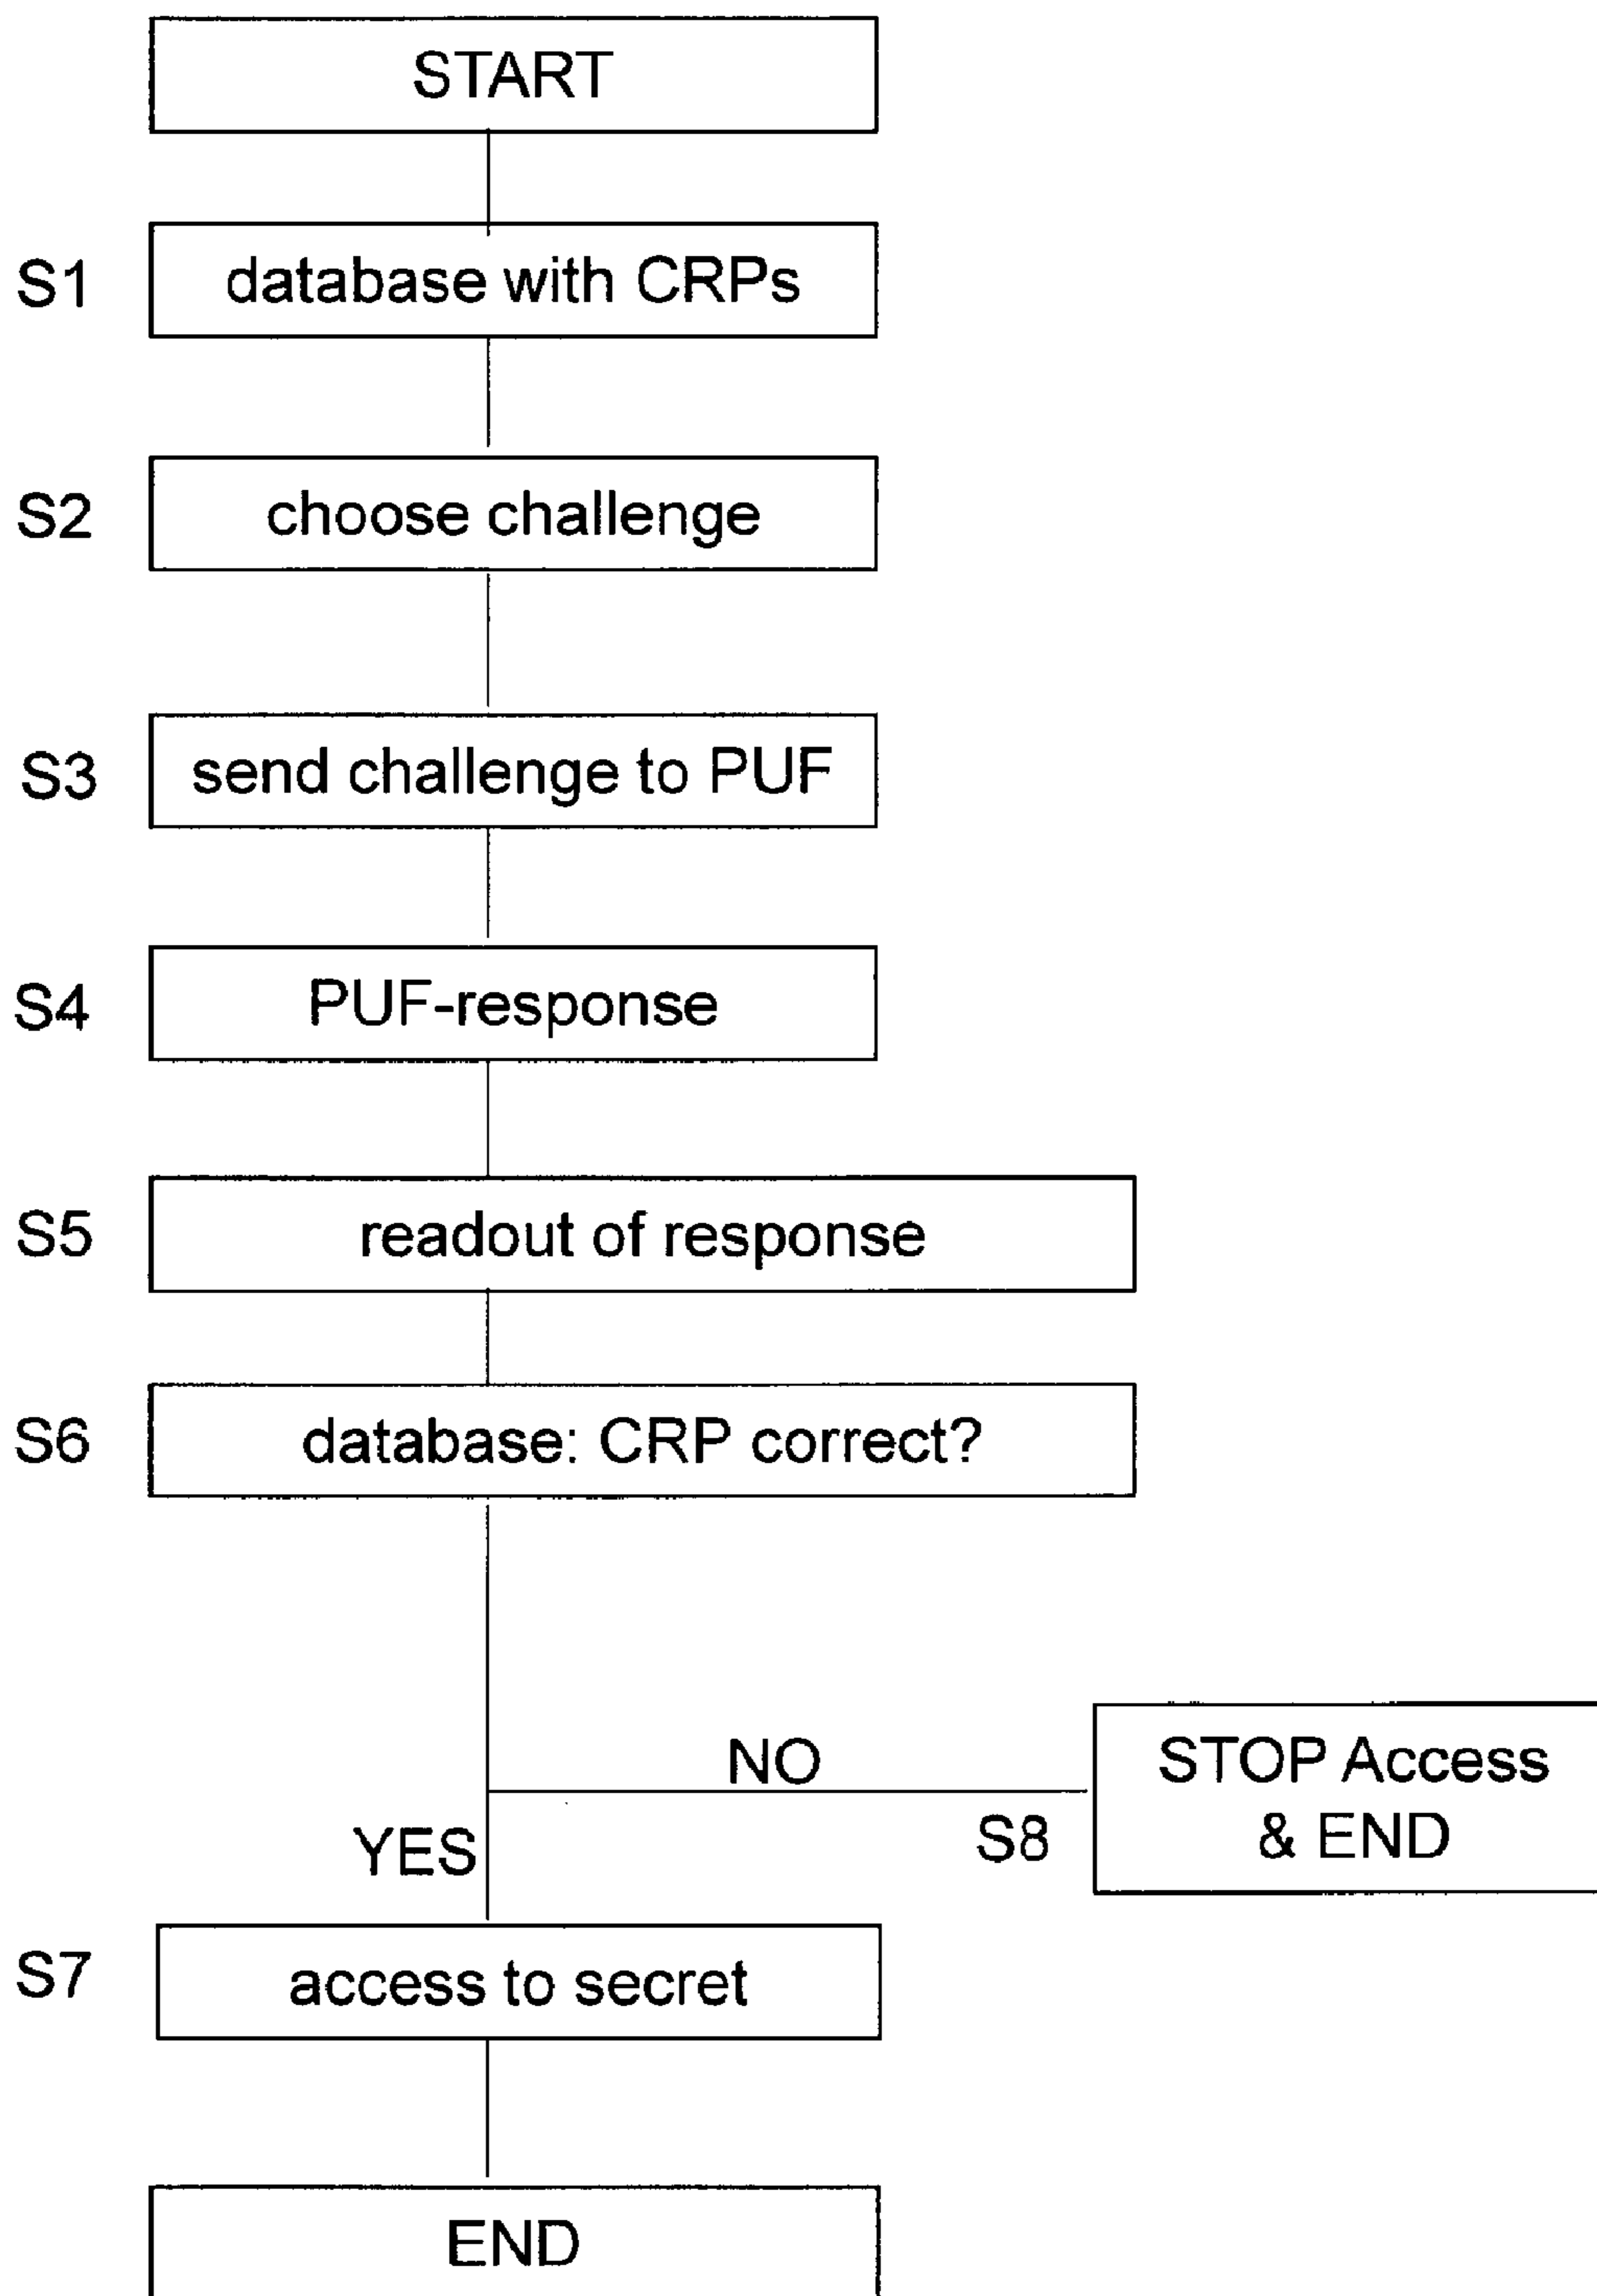 START
S1 database with CRPs
S2 choose challenge
S3 send challenge to PUF
S4 PUF-response
S5 readout of response
S6 database: CRP correct?
NO
STOP Access
& END
S8
YES
S7 access to secret
END